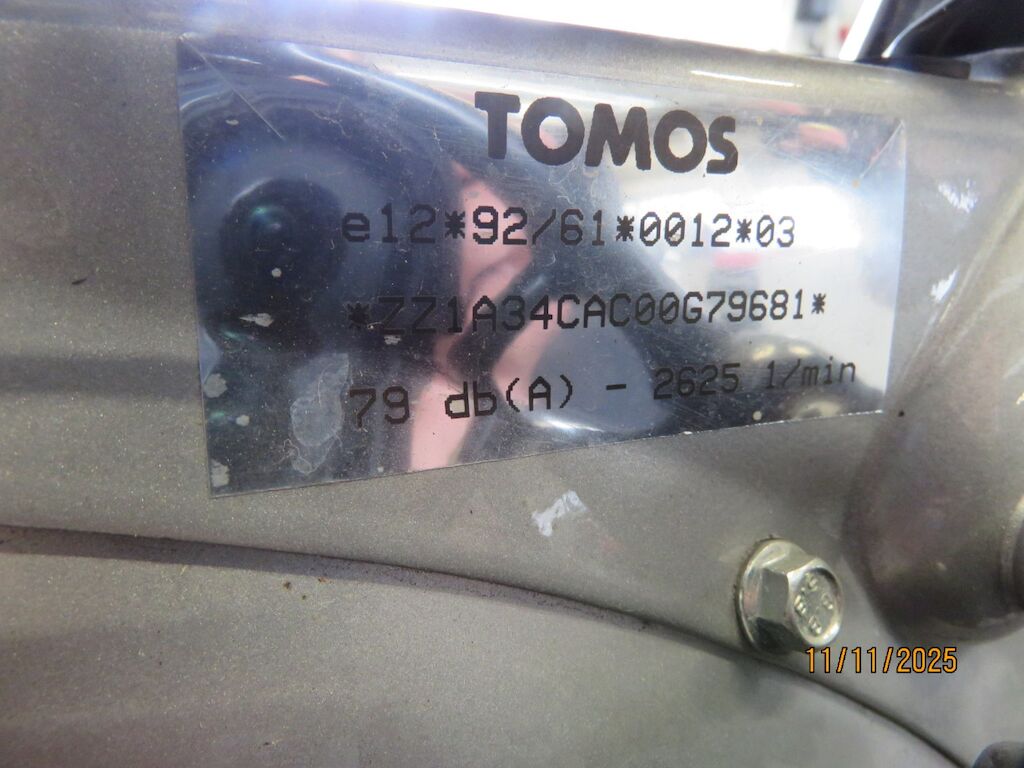 TOMOS
e12*92/61*0012*03
*ZZ1A34CAC00G79681*
79 db(A) - 2625 1/min
11/11/2025